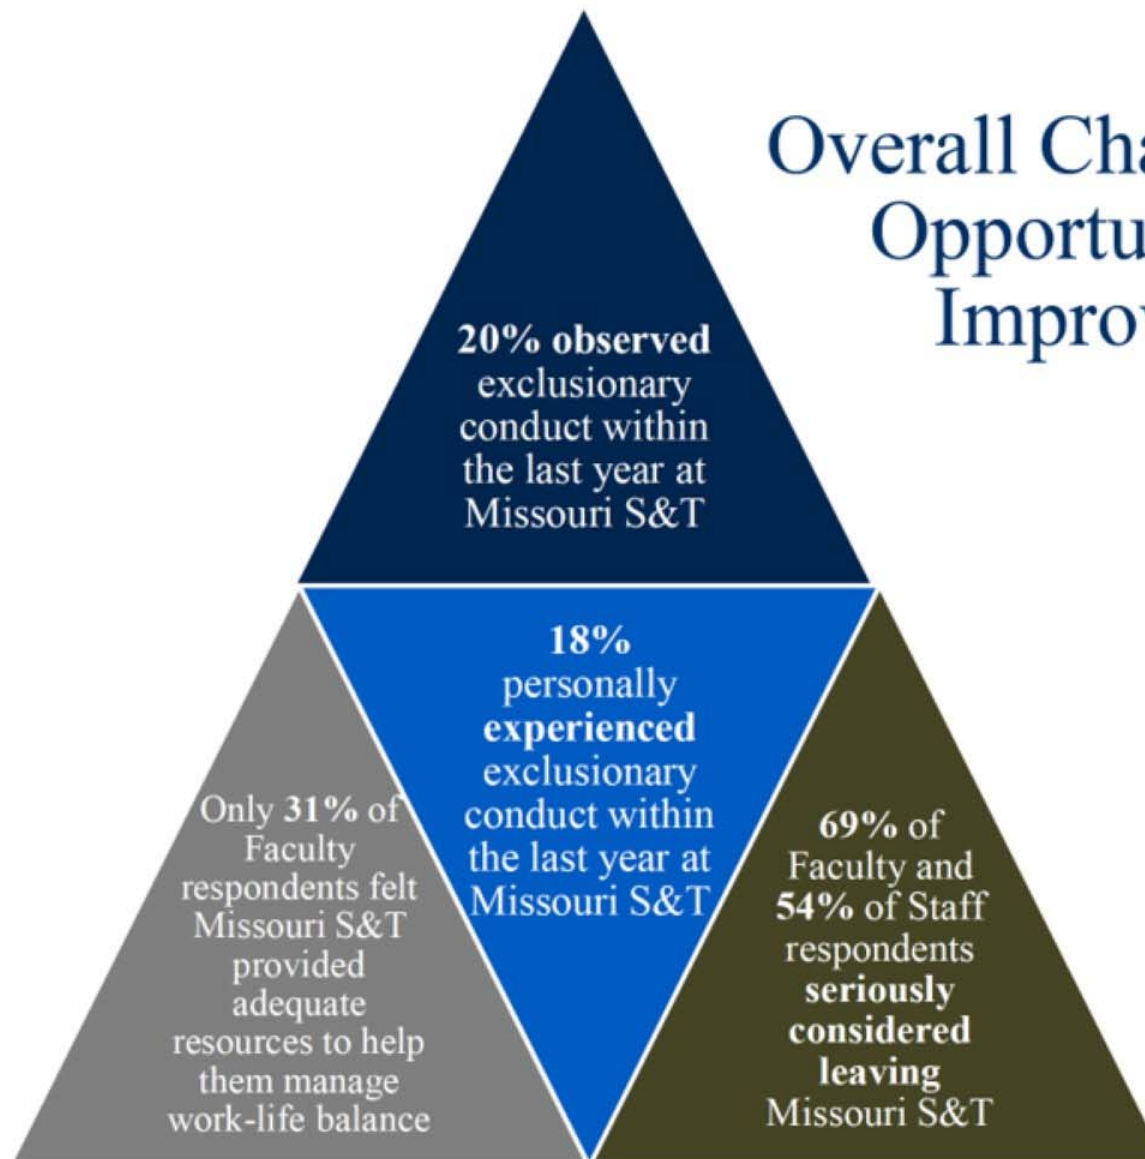 Overall Cha
Opportu
Improv
20% observed
exclusionary
conduct within
the last year at
Missouri S&T
18%
personally
experienced
exclusionary
conduct within
the last year at
Missouri S&T
Only 31% of
Faculty
respondents felt
Missouri S&T
provided
adequate
resources to help
them manage
work-life balance
69% of
Faculty and
54% of Staff
respondents
seriously
considered
leaving
Missouri S&T